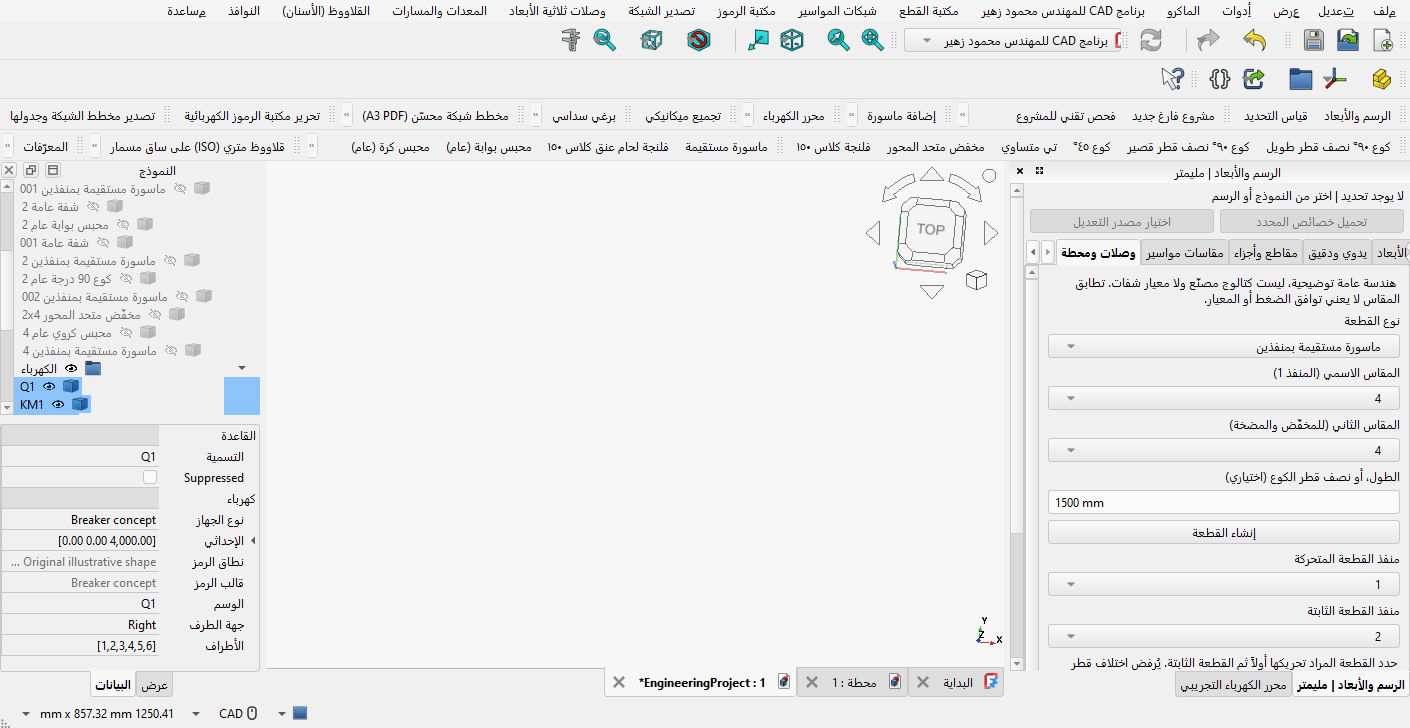 ملف تعديل عرض أدوات الماكرو برنامج CAD للمهندس محمود زهير مكتبة القطع شبكات المواسير مكتبة الرموز تصدير الشبكة وصلات ثلاثية الأبعاد المعدات والمسارات القلاووظ (الأسنان) النوافذ مساعدة
برنامج CAD للمهندس محمود زهير
الرسم والأبعاد قياس التحديد مشروع فارغ جديد فحص تقني للمشروع » إضافة ماسورة » محرر الكهرباء » تجميع ميكانيكي برغي سداسي » مخطط شبكة محسّن (A3 PDF) » تحرير مكتبة الرموز الكهربائية تصدير مخطط الشبكة وجدولها
كوع ٩٠° نصف قطر طويل كوع ٩٠° نصف قطر قصير كوع ٤٥° تي متساوي مخفض متحد المحور فلنجة كلاس ١٥٠ ماسورة مستقيمة فلنجة لحام عنق كلاس ١٥٠ محبس بوابة (عام) محبس كرة (عام) » قلاووظ متري (ISO) على ساق مسمار » المعرّفات »
النموذج
ماسورة مستقيمة بمنفذين 001
شفة عامة 2
محبس بوابة عام 2
شفة عامة 001
ماسورة مستقيمة بمنفذين 2
كوع 90 درجة عام 2
ماسورة مستقيمة بمنفذين 002
مخفّض متحد المحور 2x4
محبس كروي عام 4
ماسورة مستقيمة بمنفذين 4
الكهرباء
Q1
KM1
القاعدة
التسمية Q1
Suppressed
كهرباء
نوع الجهاز Breaker concept
الإحداثي [0.00 0.00 4,000.00]
نطاق الرمز Original illustrative shape ...
قالب الرمز Breaker concept
الوسم Q1
جهة الطرف Right
الأطراف [1,2,3,4,5,6]
عرض البيانات
TOP
Y
Z
X
البداية
محطة : 1
EngineeringProject : 1*
الرسم والأبعاد | مليمتر
لا يوجد تحديد | اختر من النموذج أو الرسم
تحميل خصائص المحدد اختيار مصدر التعديل
الأبعاد يدوي ودقيق مقاطع وأجزاء مقاسات مواسير وصلات ومحطة
هندسة عامة توضيحية، ليست كتالوج مصنّع ولا معيار شفات. تطابق
المقاس لا يعني توافق الضغط أو المعيار.
نوع القطعة
ماسورة مستقيمة بمنفذين
المقاس الاسمي (المنفذ 1)
4
المقاس الثاني (للمخفّض والمضخة)
4
الطول، أو نصف قطر الكوع (اختياري)
1500 mm
إنشاء القطعة
منفذ القطعة المتحركة
1
منفذ القطعة الثابتة
2
حدد القطعة المراد تحريكها أولاً ثم القطعة الثابتة. يُرفض اختلاف قطر
الرسم والأبعاد | مليمتر محرر الكهرباء التجريبي
CAD
1250.41 mm x 857.32 mm